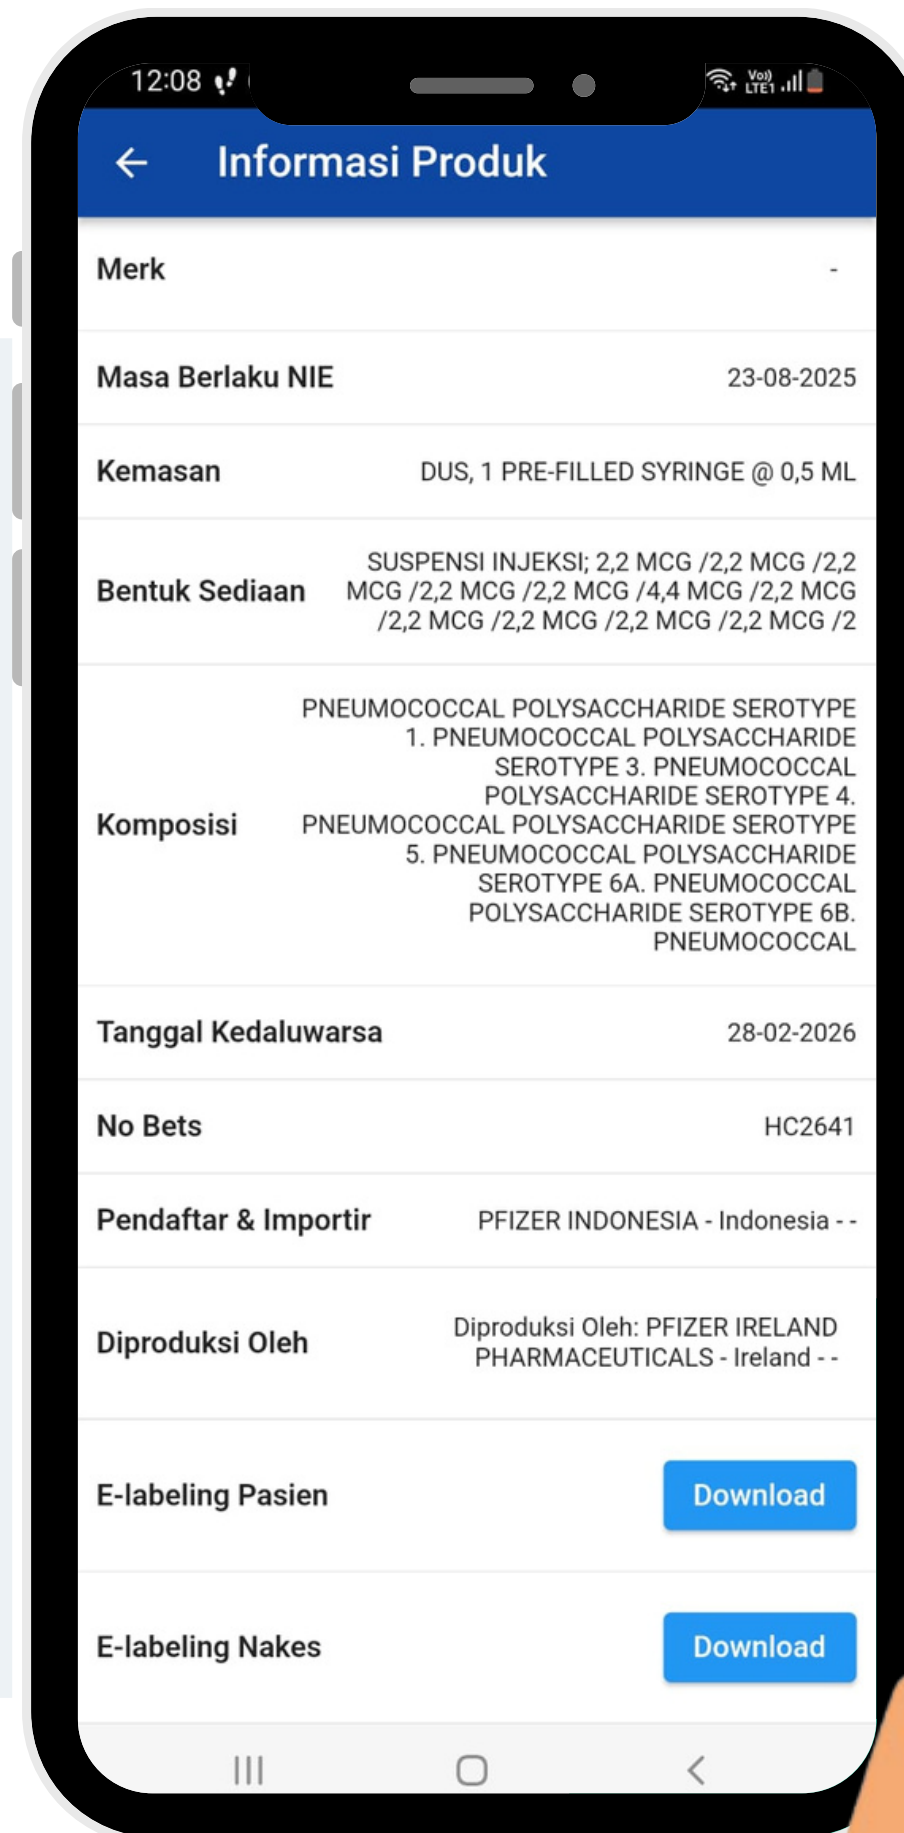 12:08
Vo))
LTE1
Informasi Produk
Merk -
Masa Berlaku NIE 23-08-2025
Kemasan DUS, 1 PRE-FILLED SYRINGE @ 0,5 ML
Bentuk Sediaan
SUSPENSI INJEKSI; 2,2 MCG /2,2 MCG /2,2
MCG /2,2 MCG /2,2 MCG /4,4 MCG /2,2 MCG
/2,2 MCG /2,2 MCG /2,2 MCG /2,2 MCG /2
Komposisi
PNEUMOCOCCAL POLYSACCHARIDE SEROTYPE
1. PNEUMOCOCCAL POLYSACCHARIDE
SEROTYPE 3. PNEUMOCOCCAL
POLYSACCHARIDE SEROTYPE 4.
PNEUMOCOCCAL POLYSACCHARIDE SEROTYPE
5. PNEUMOCOCCAL POLYSACCHARIDE
SEROTYPE 6A. PNEUMOCOCCAL
POLYSACCHARIDE SEROTYPE 6B.
PNEUMOCOCCAL
Tanggal Kedaluwarsa 28-02-2026
No Bets HC2641
Pendaftar & Importir PFIZER INDONESIA - Indonesia - -
Diproduksi Oleh
Diproduksi Oleh: PFIZER IRELAND
PHARMACEUTICALS - Ireland - -
E-labeling Pasien Download
E-labeling Nakes Download